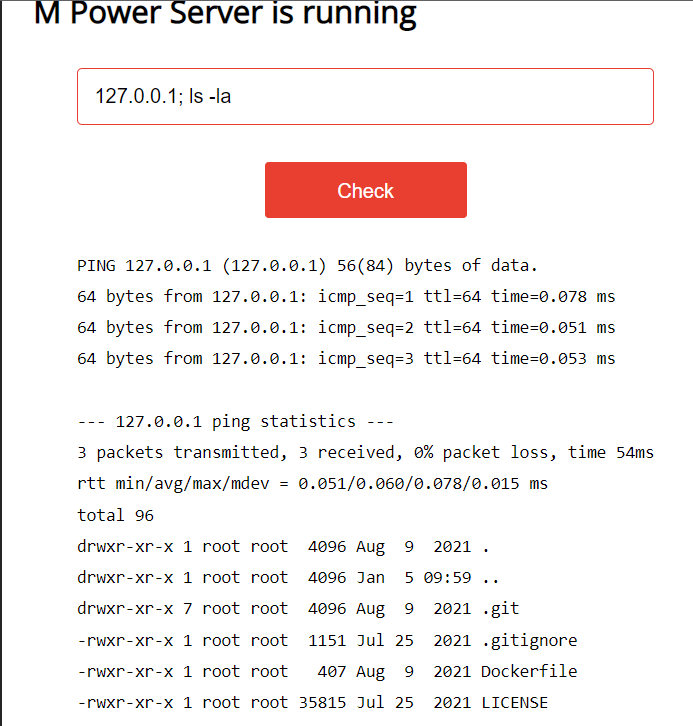 M Power Server is running
127.0.0.1; ls -la
Check
PING 127.0.0.1 (127.0.0.1) 56(84) bytes of data.
64 bytes from 127.0.0.1: icmp_seq=1 ttl=64 time=0.078 ms
64 bytes from 127.0.0.1: icmp_seq=2 ttl=64 time=0.051 ms
64 bytes from 127.0.0.1: icmp_seq=3 ttl=64 time=0.053 ms
--- 127.0.0.1 ping statistics ---
3 packets transmitted, 3 received, 0% packet loss, time 54ms
rtt min/avg/max/mdev = 0.051/0.060/0.078/0.015 ms
total 96
drwxr-xr-x 1 root root  4096 Aug  9  2021 .
drwxr-xr-x 1 root root  4096 Jan  5 09:59 ..
drwxr-xr-x 7 root root  4096 Aug  9  2021 .git
-rwxr-xr-x 1 root root  1151 Jul 25  2021 .gitignore
-rwxr-xr-x 1 root root   407 Aug  9  2021 Dockerfile
-rwxr-xr-x 1 root root 35815 Jul 25  2021 LICENSE